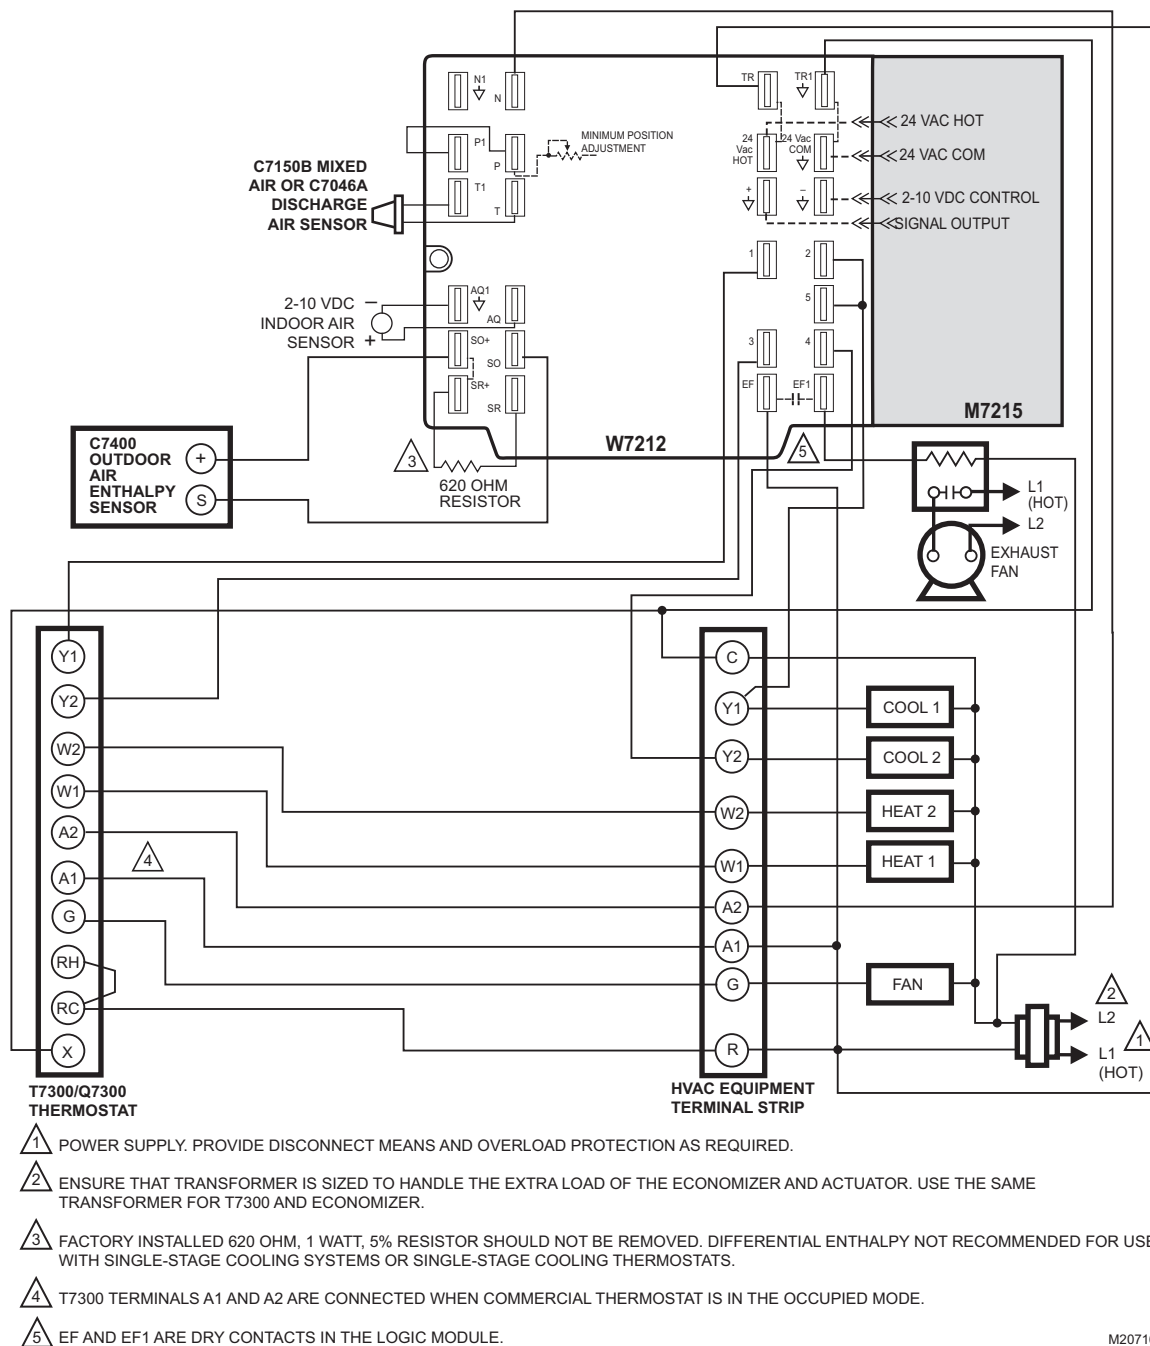 N1
N
TR
TR1
24 VAC HOT
P1
P
MINIMUM POSITION
ADJUSTMENT
24
Vac
HOT
24 Vac
COM
24 VAC COM
C7150B MIXED
AIR OR C7046A
DISCHARGE
AIR SENSOR
T1
T
+
–
2-10 VDC CONTROL
SIGNAL OUTPUT
1
2
2-10 VDC
INDOOR AIR
SENSOR
–
+
AQ1
AQ
5
SO+
SO
3
4
SR+
SR
EF
EF1
M7215
W7212
C7400
OUTDOOR
AIR
ENTHALPY
SENSOR
+
S
3
620 OHM
RESISTOR
5
L1
(HOT)
L2
EXHAUST
FAN
Y1
Y2
W2
W1
A2
A1
G
RH
RC
X
4
C
Y1
Y2
W2
W1
A2
A1
G
R
COOL 1
COOL 2
HEAT 2
HEAT 1
FAN
2
L2
1
L1
(HOT)
T7300/Q7300
THERMOSTAT
HVAC EQUIPMENT
TERMINAL STRIP
1 POWER SUPPLY. PROVIDE DISCONNECT MEANS AND OVERLOAD PROTECTION AS REQUIRED.
2 ENSURE THAT TRANSFORMER IS SIZED TO HANDLE THE EXTRA LOAD OF THE ECONOMIZER AND ACTUATOR. USE THE SAME
TRANSFORMER FOR T7300 AND ECONOMIZER.
3 FACTORY INSTALLED 620 OHM, 1 WATT, 5% RESISTOR SHOULD NOT BE REMOVED. DIFFERENTIAL ENTHALPY NOT RECOMMENDED FOR USE
WITH SINGLE-STAGE COOLING SYSTEMS OR SINGLE-STAGE COOLING THERMOSTATS.
4 T7300 TERMINALS A1 AND A2 ARE CONNECTED WHEN COMMERCIAL THERMOSTAT IS IN THE OCCUPIED MODE.
5 EF AND EF1 ARE DRY CONTACTS IN THE LOGIC MODULE.